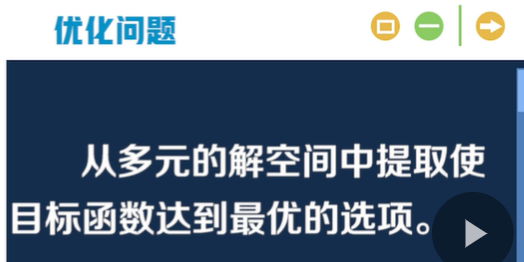 优化问题
从多元的解空间中提取使
目标函数达到最优的选项。